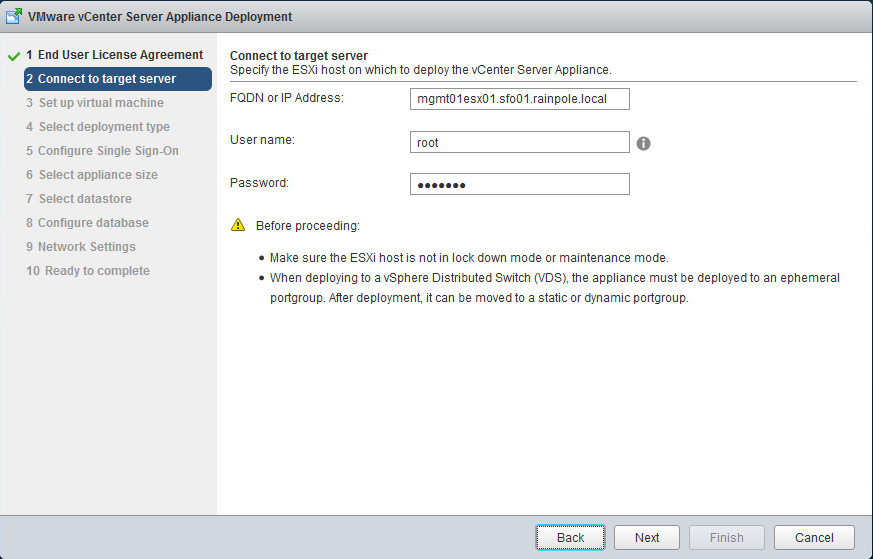 VMware vCenter Server Appliance Deployment
1 End User License Agreement
2 Connect to target server
3 Set up virtual machine
4 Select deployment type
5 Configure Single Sign-On
6 Select appliance size
7 Select datastore
8 Configure database
9 Network Settings
10 Ready to complete
Connect to target server
Specify the ESXi host on which to deploy the vCenter Server Appliance.
FQDN or IP Address:
mgmt01esx01.sfo01.rainpole.local
User name:
root
Password:
●●●●●●●
Before proceeding:
• Make sure the ESXi host is not in lock down mode or maintenance mode.
• When deploying to a vSphere Distributed Switch (VDS), the appliance must be deployed to an ephemeral
portgroup. After deployment, it can be moved to a static or dynamic portgroup.
Back
Next
Finish
Cancel